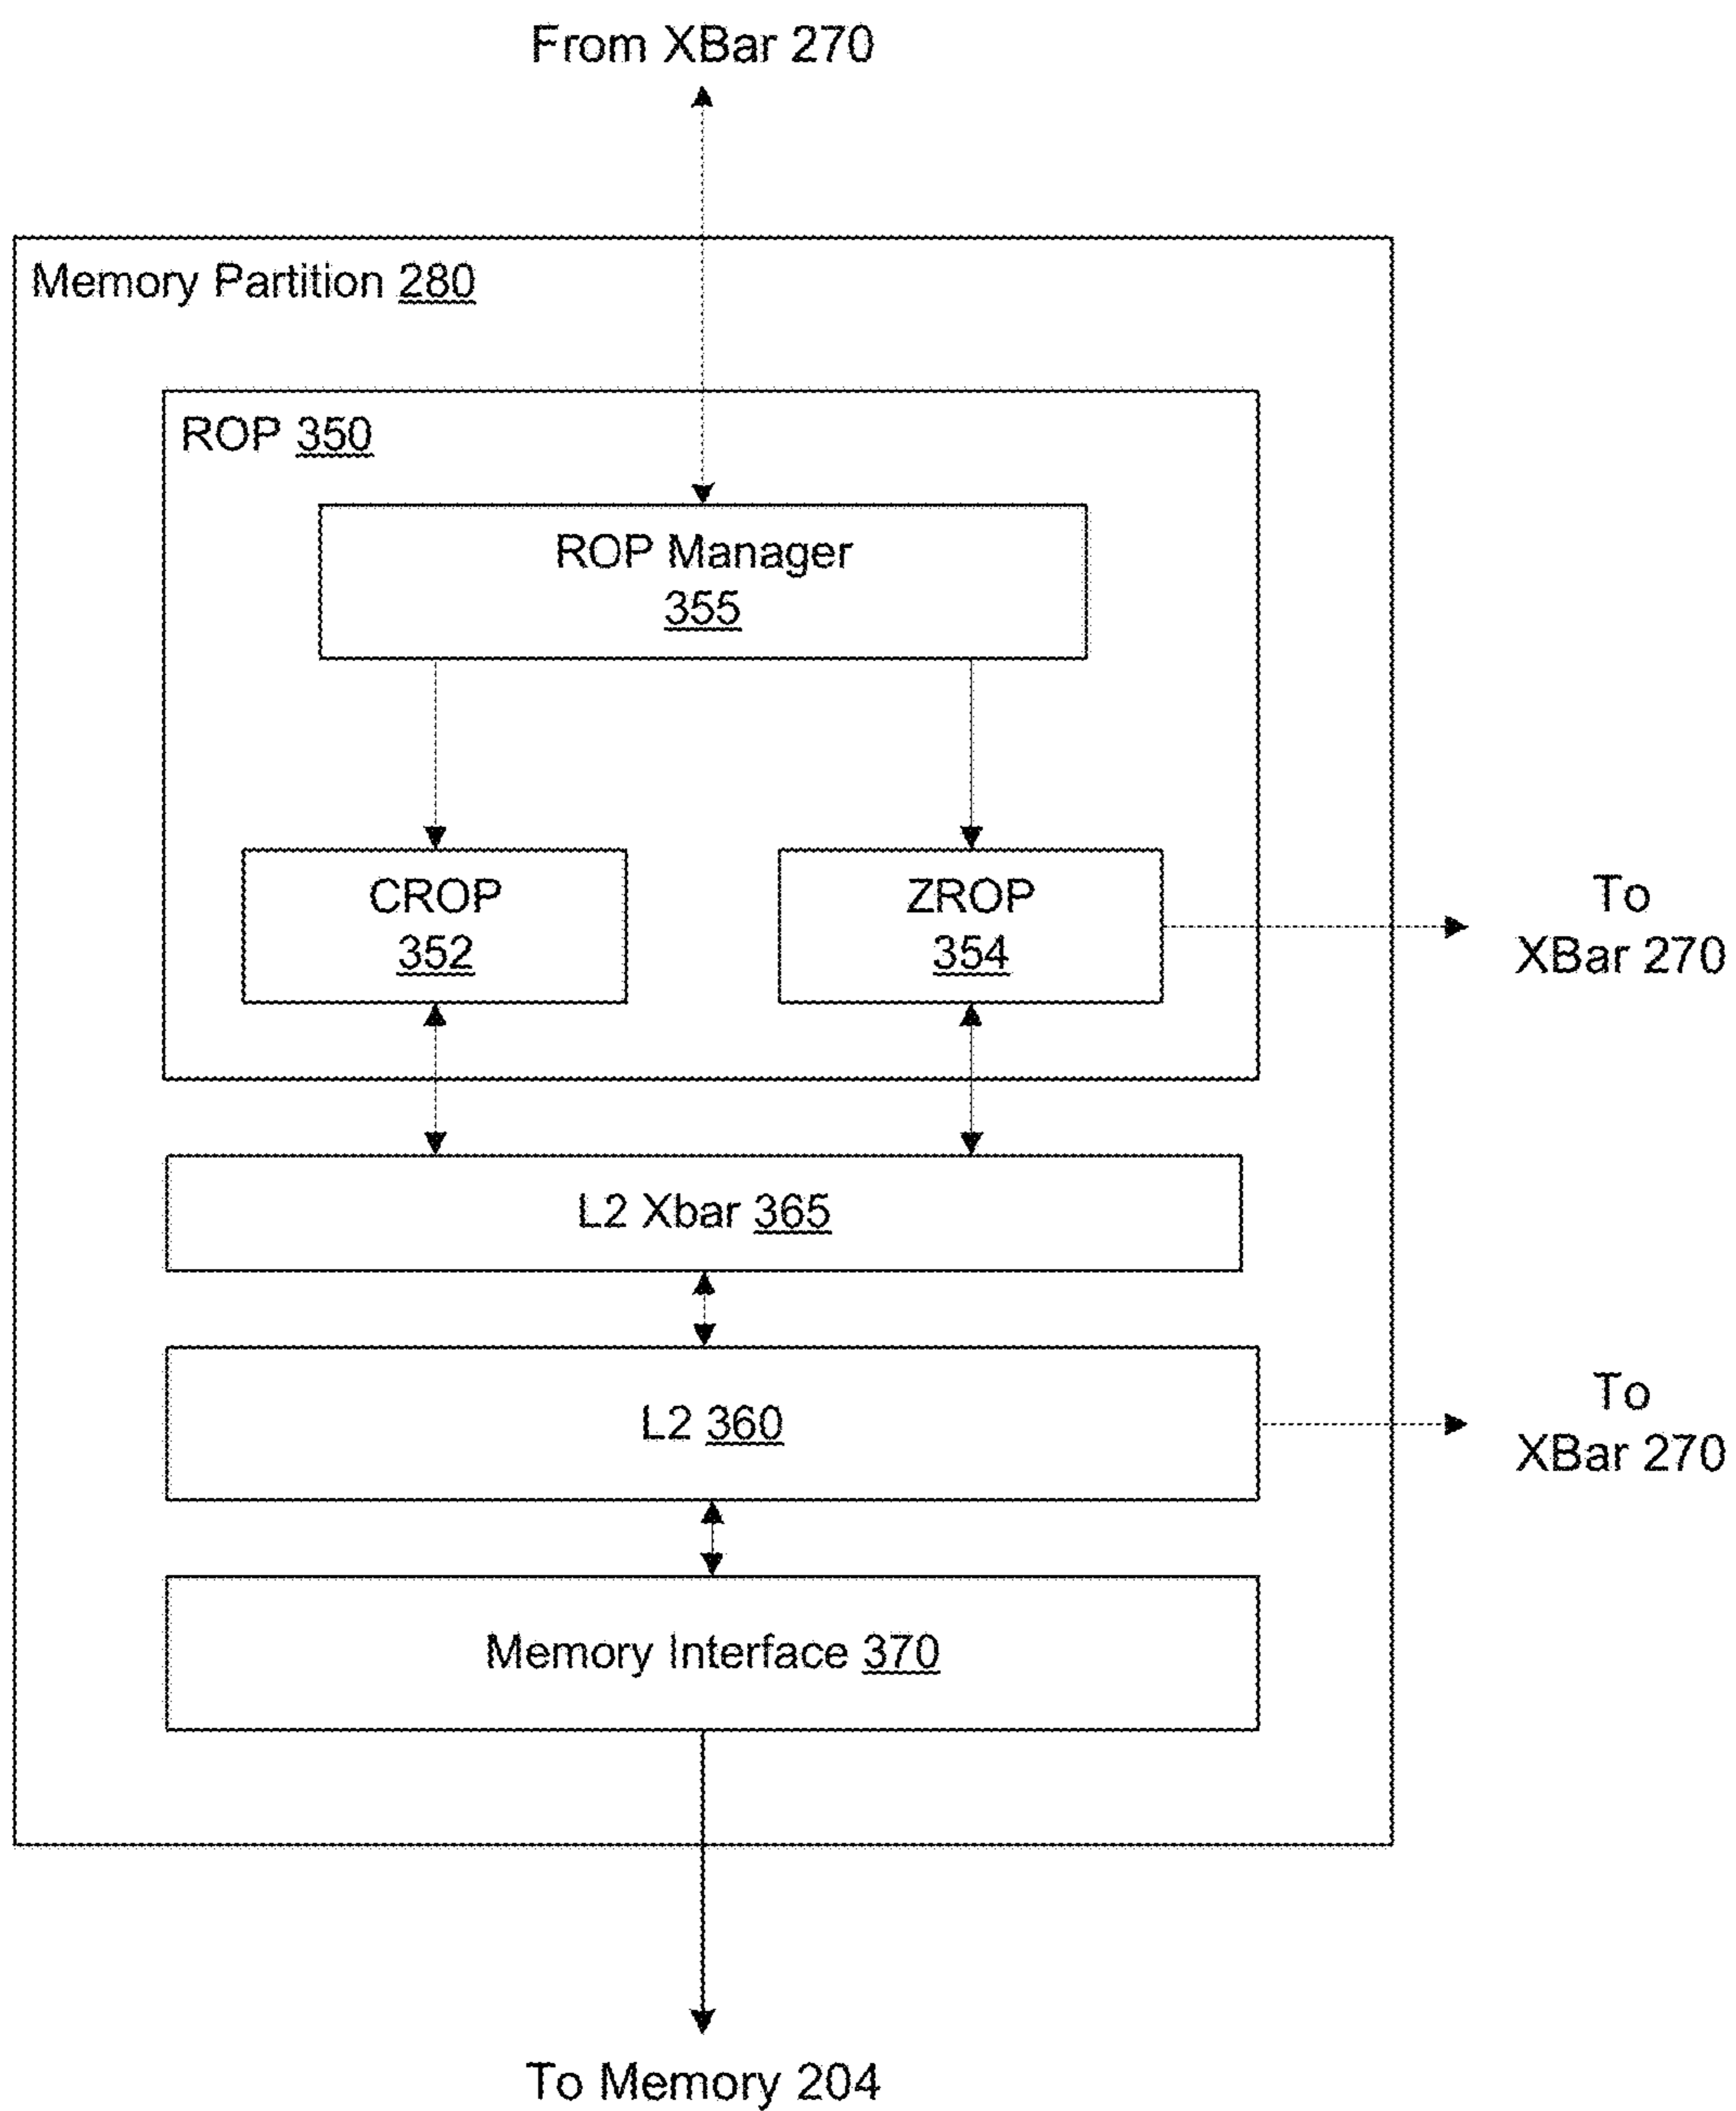 From XBar 270
Memory Partition 280
ROP 350
ROP Manager
355
CROP
352
ZROP
354
To
XBar 270
L2 Xbar 365
L2 360
To
XBar 270
Memory Interface 370
To Memory 204